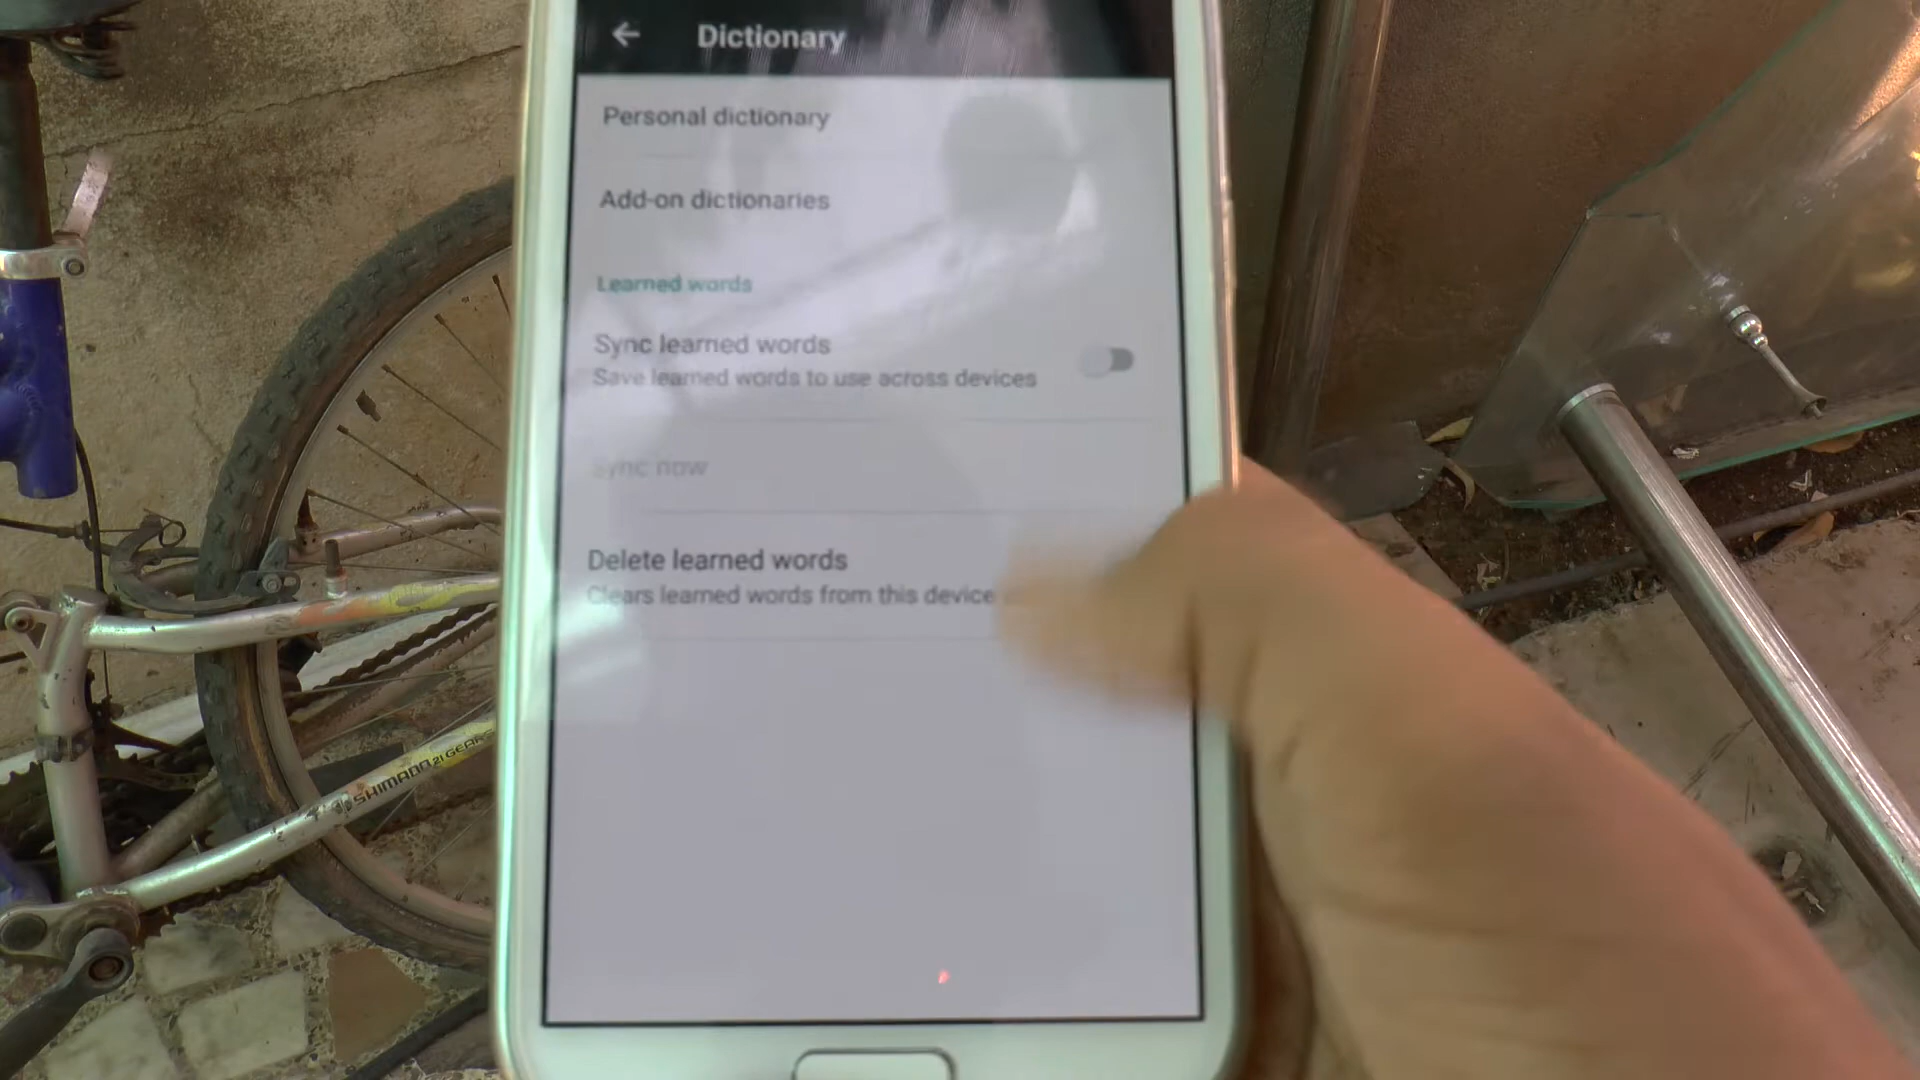 Dictionary
Personal dictionary
Add-on dictionaries
Learned words
Sync learned words
Save learned words to use across devices
Sync now
Delete learned words
Clears learned words from this device
SHIMANO 21 GEARS